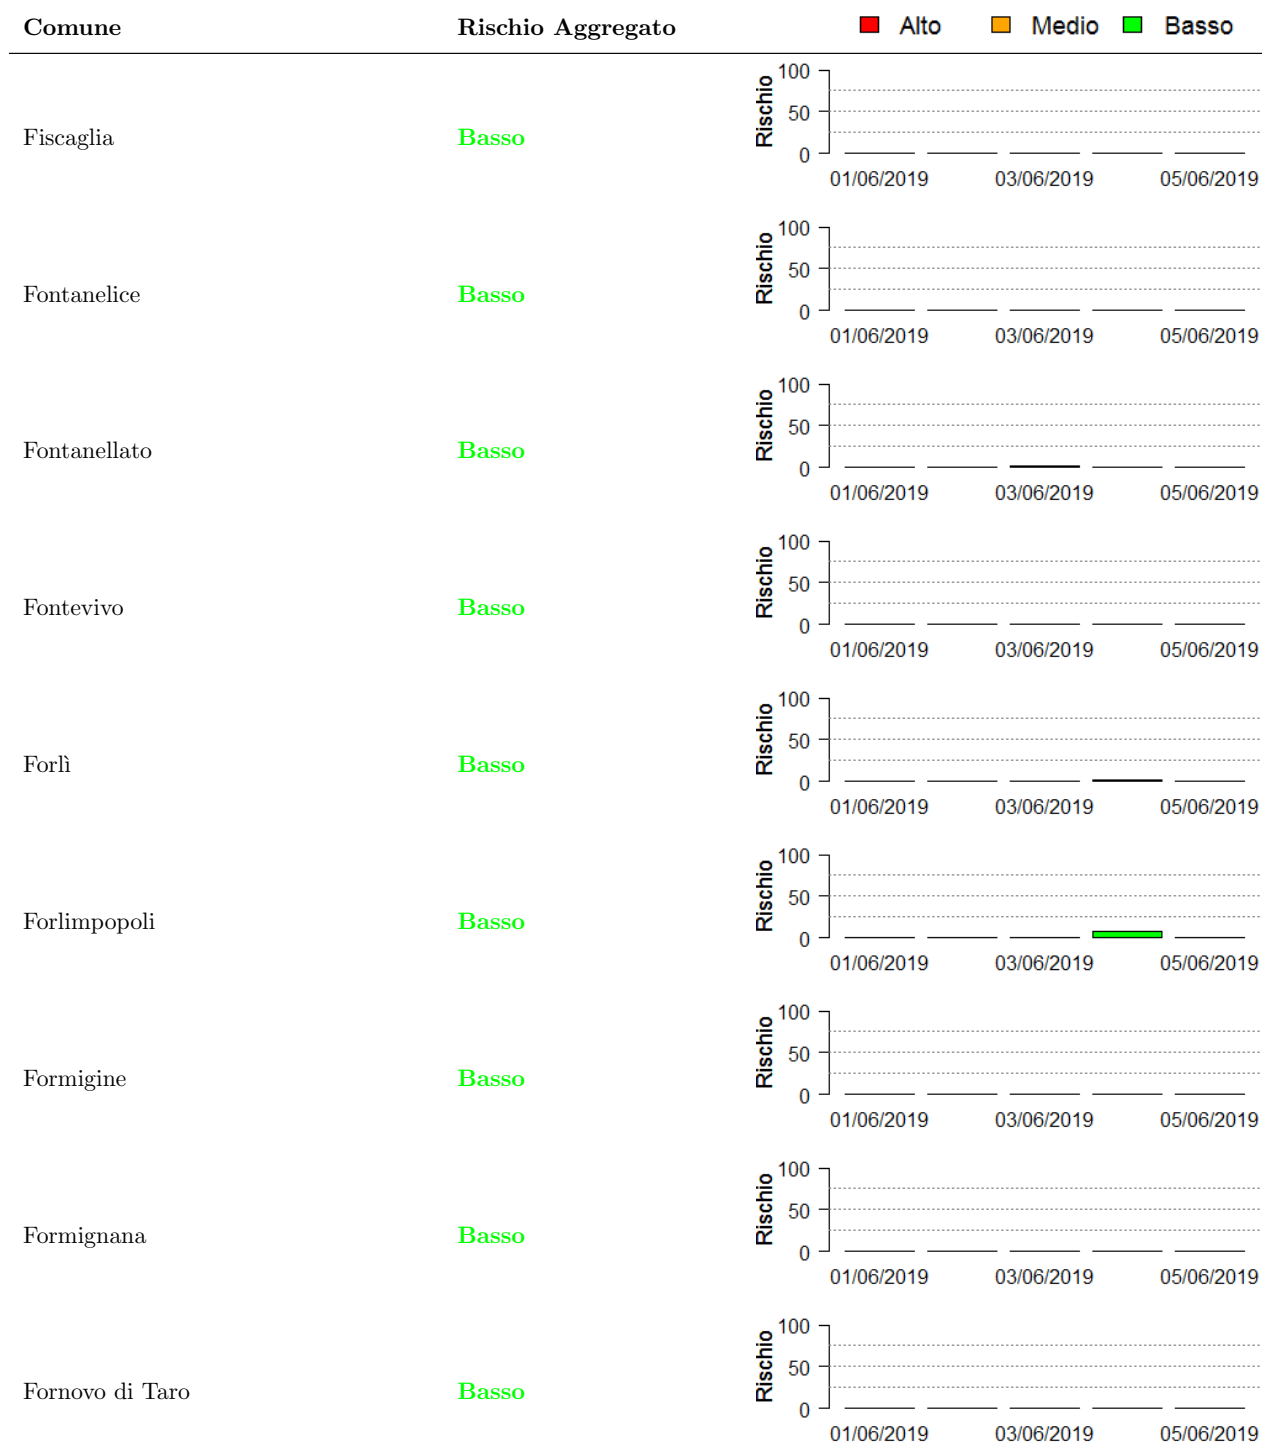 Comune Rischio Aggregato Alto Medio Basso
100
Rischio
50
Fiscaglia Basso
0
01/06/2019 03/06/2019 05/06/2019
100
Rischio
50
Fontanelice Basso
0
01/06/2019 03/06/2019 05/06/2019
100
Rischio
50
Fontanellato Basso
0
01/06/2019 03/06/2019 05/06/2019
100
Rischio
50
Fontevivo Basso
0
01/06/2019 03/06/2019 05/06/2019
100
Rischio
50
Forlì Basso
0
01/06/2019 03/06/2019 05/06/2019
100
Rischio
50
Forlimpopoli Basso
0
01/06/2019 03/06/2019 05/06/2019
100
Rischio
50
Formigine Basso
0
01/06/2019 03/06/2019 05/06/2019
100
Rischio
50
Formignana Basso
0
01/06/2019 03/06/2019 05/06/2019
100
Rischio
50
Fornovo di Taro Basso
0
01/06/2019 03/06/2019 05/06/2019